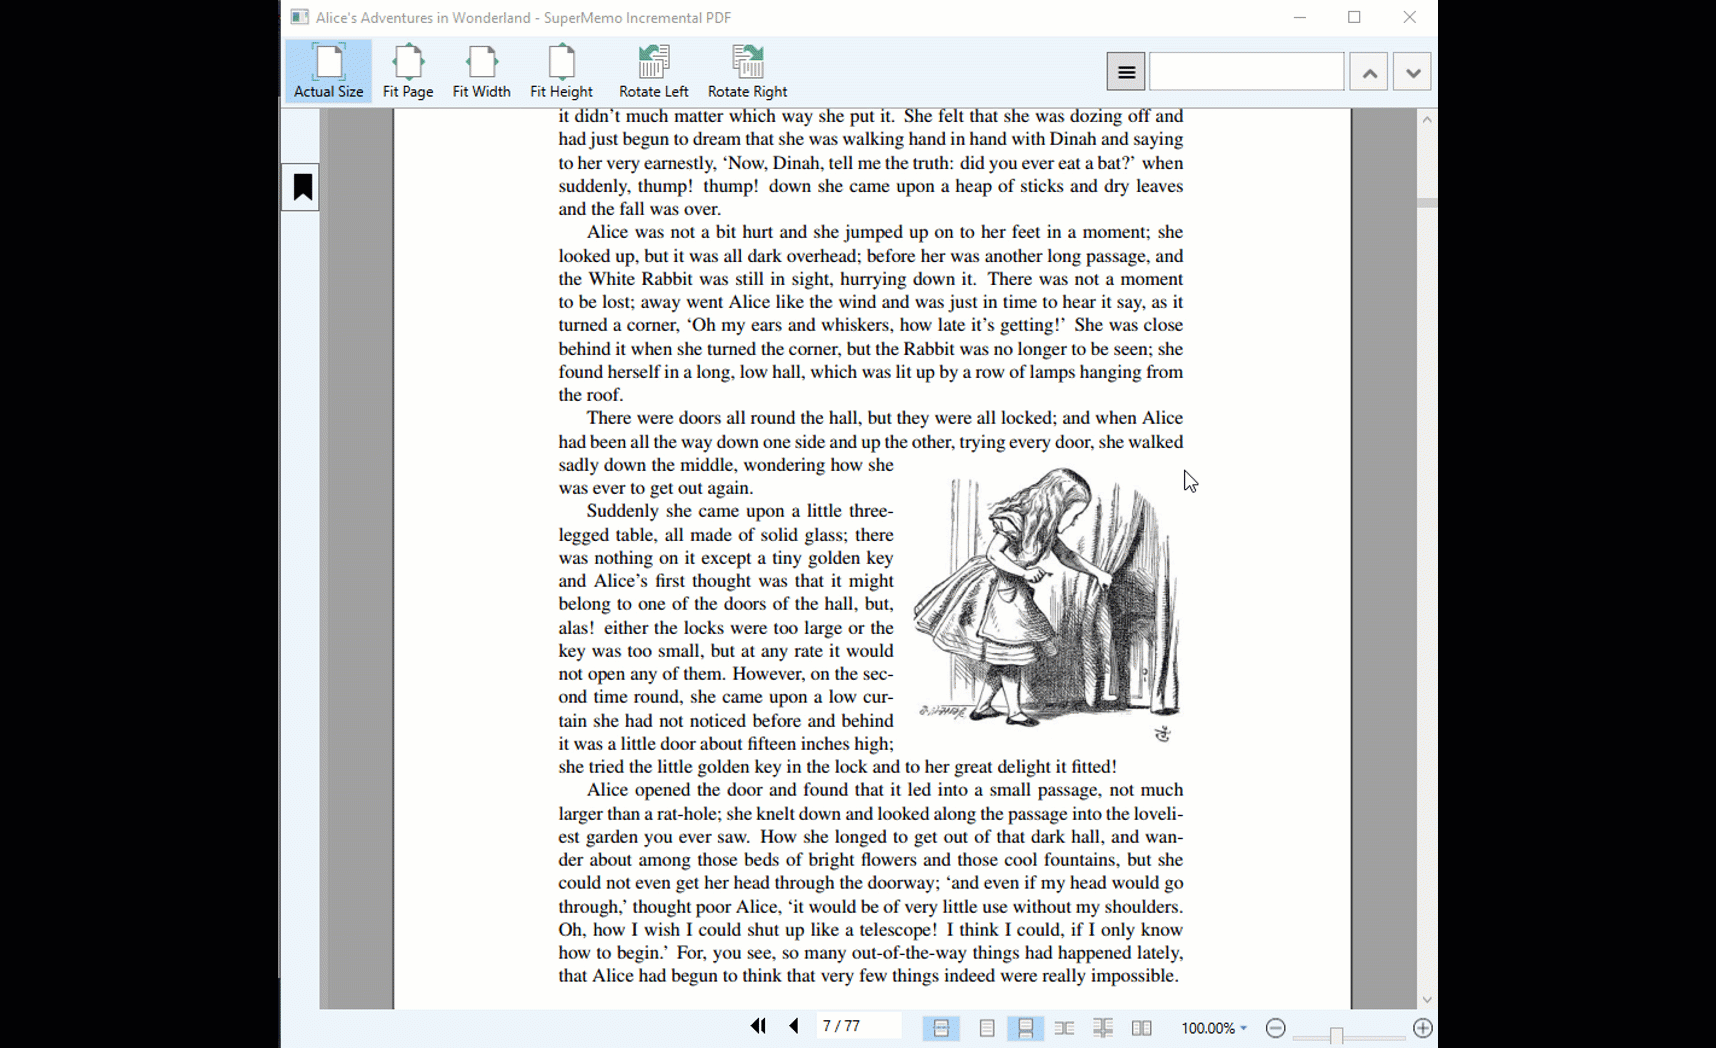 Alice's Adventures in Wonderland - SuperMemo Incremental PDF
Actual Size
Fit Page
Fit Width
Fit Height
Rotate Left
Rotate Right
it didn’t much matter which way she put it. She felt that she was dozing off and
had just begun to dream that she was walking hand in hand with Dinah and saying
to her very earnestly, ‘Now, Dinah, tell me the truth: did you ever eat a bat?’ when
suddenly, thump! thump! down she came upon a heap of sticks and dry leaves
and the fall was over.
Alice was not a bit hurt and she jumped up on to her feet in a moment; she
looked up, but it was all dark overhead; before her was another long passage, and
the White Rabbit was still in sight, hurrying down it. There was not a moment
to be lost; away went Alice like the wind and was just in time to hear it say, as it
turned a corner, ‘Oh my ears and whiskers, how late it’s getting!’ She was close
behind it when she turned the corner, but the Rabbit was no longer to be seen; she
found herself in a long, low hall, which was lit up by a row of lamps hanging from
the roof.
There were doors all round the hall, but they were all locked; and when Alice
had been all the way down one side and up the other, trying every door, she walked
sadly down the middle, wondering how she
was ever to get out again.
Suddenly she came upon a little three-
legged table, all made of solid glass; there
was nothing on it except a tiny golden key
and Alice’s first thought was that it might
belong to one of the doors of the hall, but,
alas! either the locks were too large or the
key was too small, but at any rate it would
not open any of them. However, on the sec-
ond time round, she came upon a low cur-
tain she had not noticed before and behind
it was a little door about fifteen inches high;
she tried the little golden key in the lock and to her great delight it fitted!
Alice opened the door and found that it led into a small passage, not much
larger than a rat-hole; she knelt down and looked along the passage into the loveli-
est garden you ever saw. How she longed to get out of that dark hall, and wan-
der about among those beds of bright flowers and those cool fountains, but she
could not even get her head through the doorway; ‘and even if my head would go
through,’ thought poor Alice, ‘it would be of very little use without my shoulders.
Oh, how I wish I could shut up like a telescope! I think I could, if I only know
how to begin.’ For, you see, so many out-of-the-way things had happened lately,
that Alice had begun to think that very few things indeed were really impossible.
7 / 77
100.00%